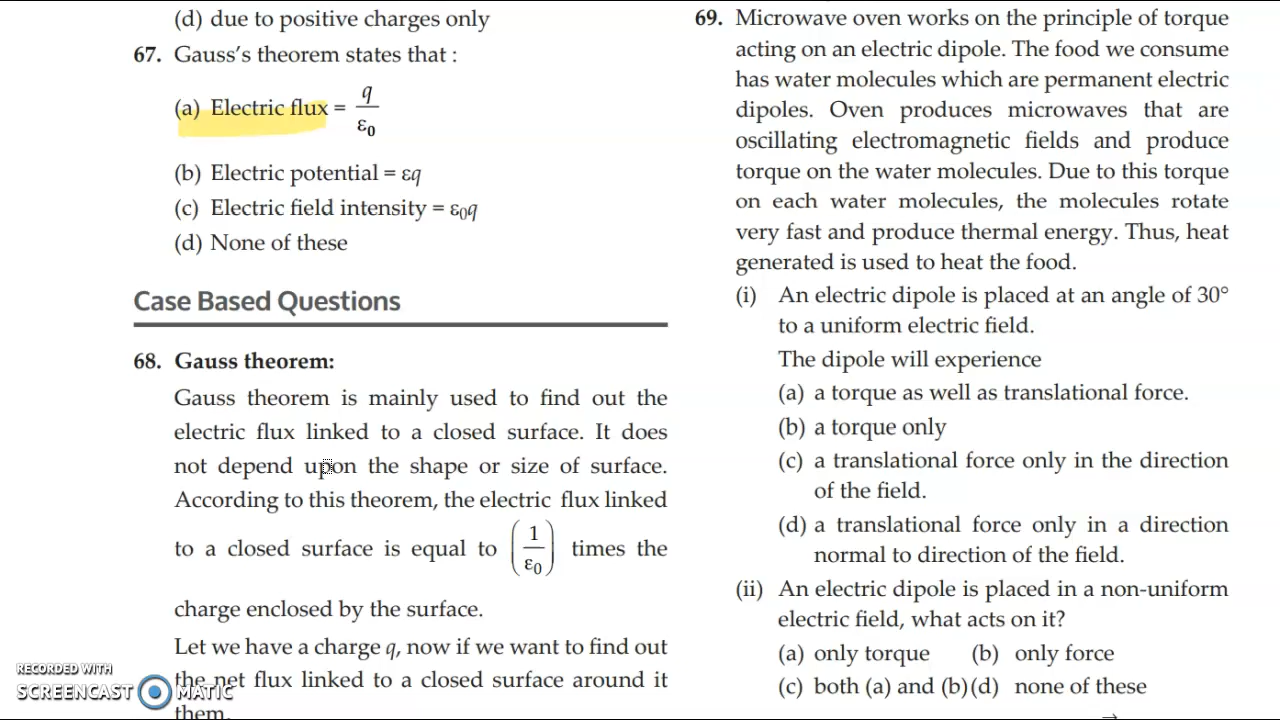 (d) due to positive charges only
67. Gauss's theorem states that :
(a) Electric flux = q/ε0
(b) Electric potential = εq
(c) Electric field intensity = ε0q
(d) None of these
Case Based Questions
68. Gauss theorem:
Gauss theorem is mainly used to find out the
electric flux linked to a closed surface. It does
not depend upon the shape or size of surface.
According to this theorem, the electric flux linked
to a closed surface is equal to (1/ε0) times the
charge enclosed by the surface.
Let we have a charge q, now if we want to find out
the net flux linked to a closed surface around it
them.
69. Microwave oven works on the principle of torque
acting on an electric dipole. The food we consume
has water molecules which are permanent electric
dipoles. Oven produces microwaves that are
oscillating electromagnetic fields and produce
torque on the water molecules. Due to this torque
on each water molecules, the molecules rotate
very fast and produce thermal energy. Thus, heat
generated is used to heat the food.
(i) An electric dipole is placed at an angle of 30°
to a uniform electric field.
The dipole will experience
(a) a torque as well as translational force.
(b) a torque only
(c) a translational force only in the direction
of the field.
(d) a translational force only in a direction
normal to direction of the field.
(ii) An electric dipole is placed in a non-uniform
electric field, what acts on it?
(a) only torque (b) only force
(c) both (a) and (b) (d) none of these
RECORDED WITH
SCREENCAST MATIC